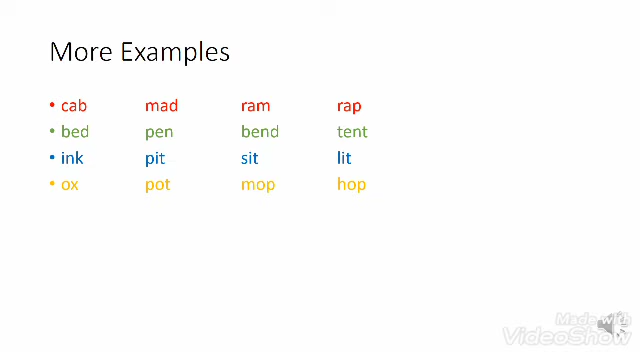 More Examples
• cab mad ram rap
• bed pen bend tent
• ink pit sit lit
• ox pot mop hop
Made with
VideoShow